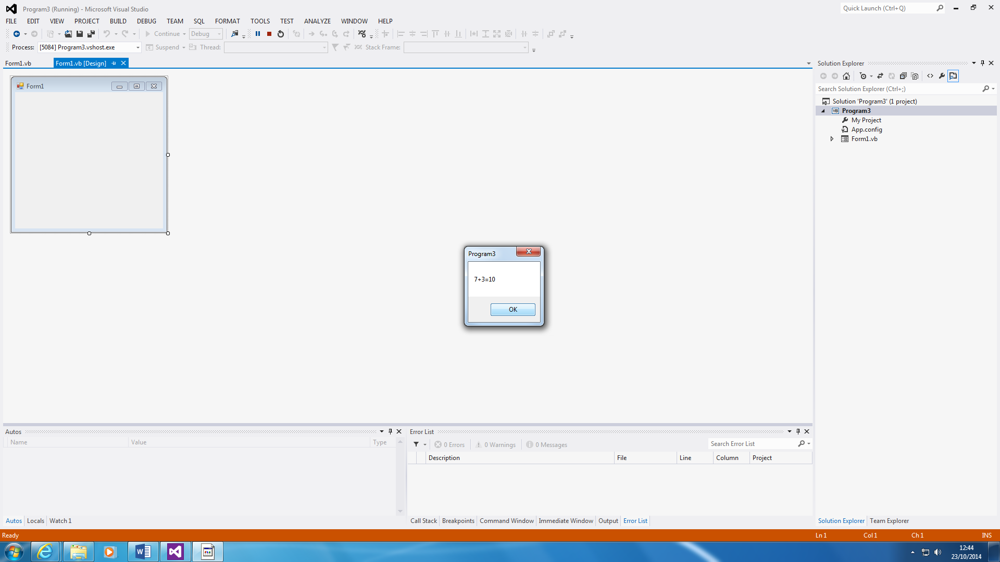 Program3 (Running) - Microsoft Visual Studio
Quick Launch (Ctrl+Q)
FILE EDIT VIEW PROJECT BUILD DEBUG TEAM SQL FORMAT TOOLS TEST ANALYZE WINDOW HELP
Continue Debug
Process: [5084] Program3.vshost.exe Suspend Thread: Stack Frame:
Form1.vb Form1.vb [Design]
Form1
Solution Explorer
Search Solution Explorer (Ctrl+;)
Solution 'Program3' (1 project)
VB Program3
My Project
App.config
Form1.vb
Program3
7+3=10
OK
Autos
Name Value Type
Error List
0 Errors 0 Warnings 0 Messages
Search Error List
Description File Line Column Project
Autos Locals Watch 1
Call Stack Breakpoints Command Window Immediate Window Output Error List
Solution Explorer Team Explorer
Ready Ln 1 Col 1 Ch 1 INS
12:44
23/10/2014